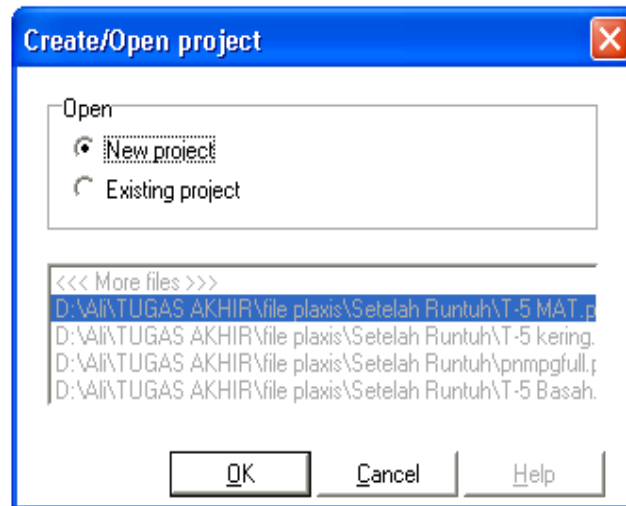 Create/Open project
Open
New project
Existing project
<<< More files >>>
D:\Ali\TUGAS AKHIR\file plaxis\Setelah Runtuh\T-5 MAT.p
D:\Ali\TUGAS AKHIR\file plaxis\Setelah Runtuh\T-5 kering.
D:\Ali\TUGAS AKHIR\file plaxis\Setelah Runtuh\pnmpgfull.p
D:\Ali\TUGAS AKHIR\file plaxis\Setelah Runtuh\T-5 Basah.
OK Cancel Help